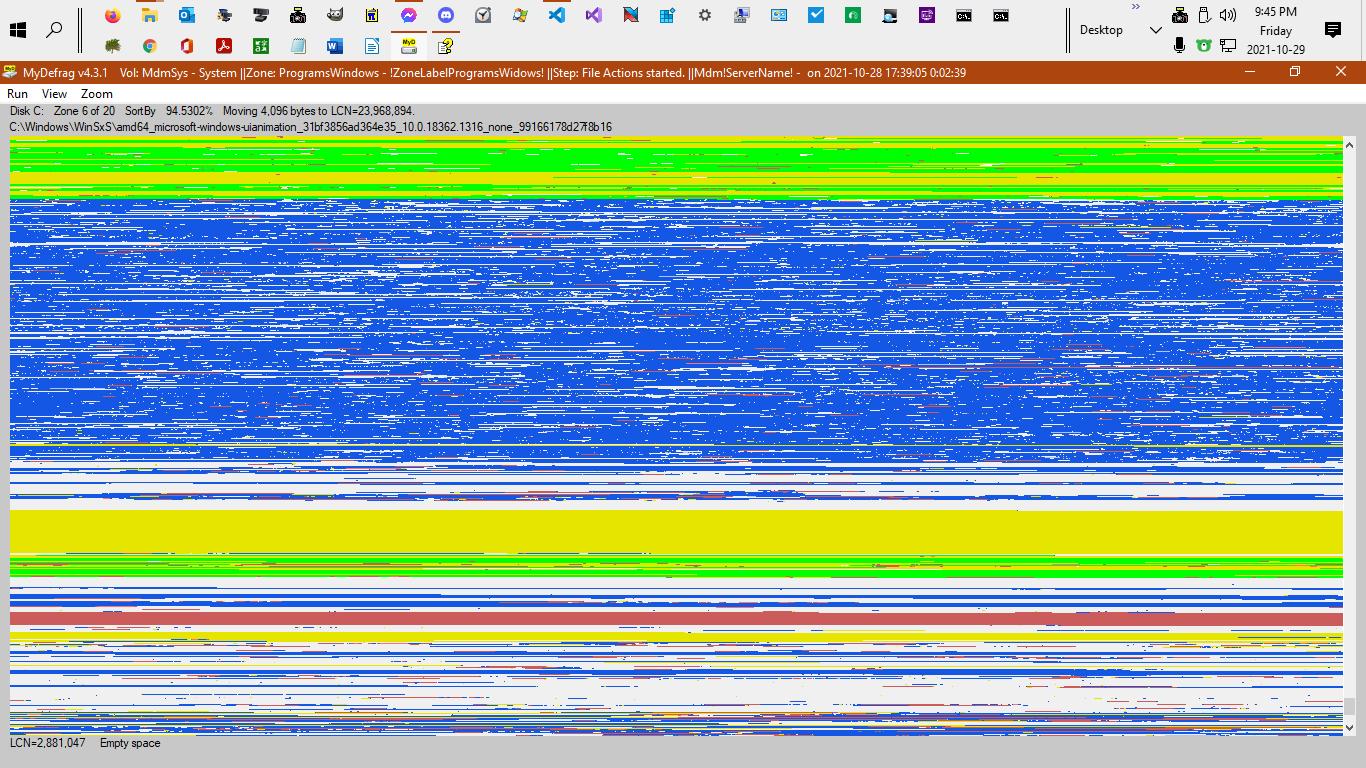 9:45 PM
Friday
2021-10-29
Desktop
MyDefrag v4.3.1 Vol: MdmSys - System ||Zone: ProgramsWindows - !ZoneLabelProgramsWidows! ||Step: File Actions started. ||Mdm!ServerName! - on 2021-10-28 17:39:05 0:02:39
Run View Zoom
Disk C: Zone 6 of 20 SortBy 94.5302% Moving 4,096 bytes to LCN=23,968,894.
C:\Windows\WinSxS\amd64_microsoft-windows-uianimation_31bf3856ad364e35_10.0.18362.1316_none_99166178d27f8b16
LCN=2,881,047 Empty space